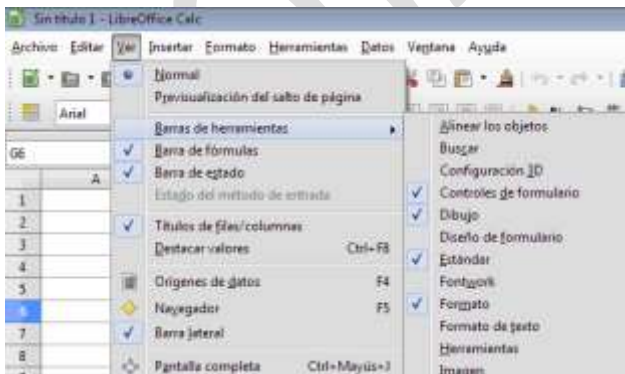 Sin título 1 - LibreOffice Calc
Archivo Editar Ver Insertar Formato Herramientas Datos Ventana Ayuda
Normal
Previsualización del salto de página
Arial
Barras de herramientas
Alinear los objetos
G6
Barra de fórmulas
Buscar
A
Barra de estado
Configuración 3D
1
Estado del método de entrada
Controles de formulario
2
Títulos de filas/columnas
Dibujo
3
Destacar valores Ctrl+F8
Diseño de formulario
4
Estándar
5
Orígenes de datos F4
Fontwork
6
Navegador F5
Formato
7
Barra lateral
Formato de texto
8
Herramientas
Pantalla completa Ctrl+Mayús+J
Imagen